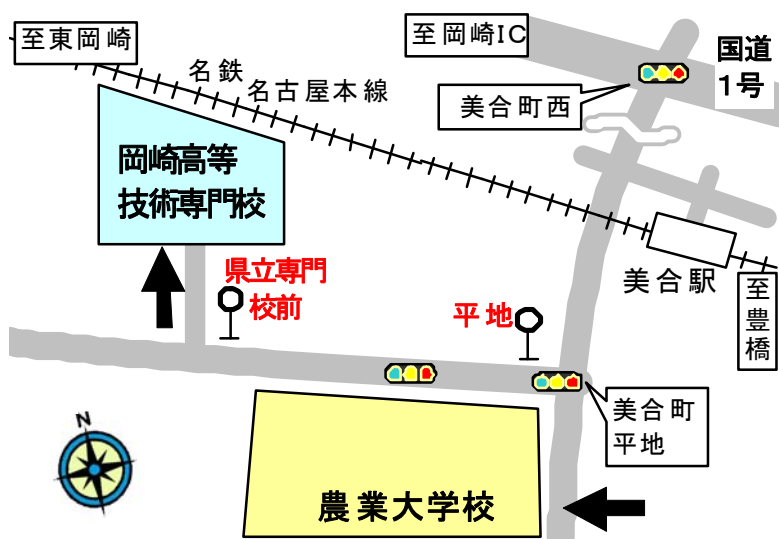 至東岡崎
至岡崎IC
国道
1号
名鉄
名古屋本線
美合町西
岡崎高等
技術専門校
県立専門
校前
平地
美合駅
至豊橋
美合町
平地
N
農業大学校